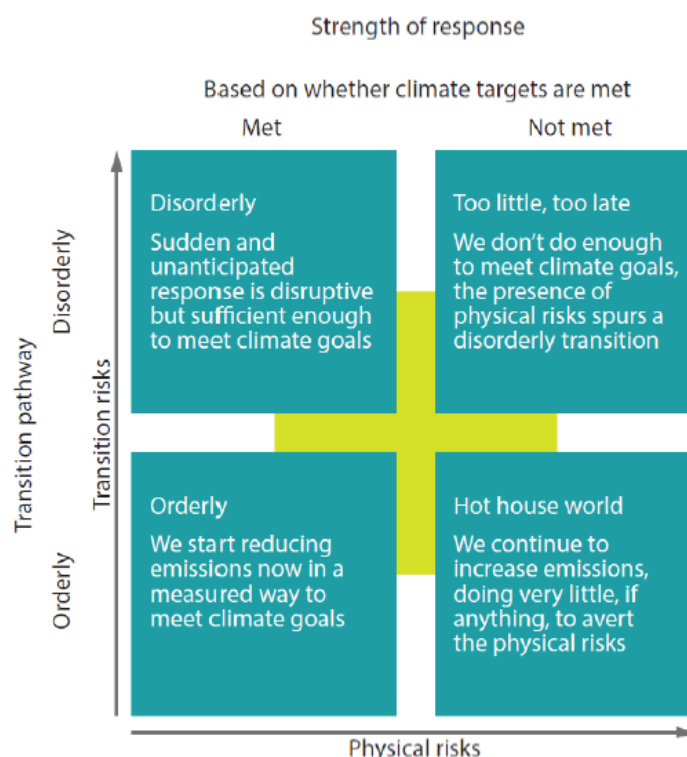 Strength of response
Based on whether climate targets are met
Met
Not met
Transition pathway
Disorderly
Orderly
Transition risks
Disorderly
Sudden and
unanticipated
response is disruptive
but sufficient enough
to meet climate goals
Too little, too late
We don't do enough
to meet climate goals,
the presence of
physical risks spurs a
disorderly transition
Orderly
We start reducing
emissions now in a
measured way to
meet climate goals
Hot house world
We continue to
increase emissions,
doing very little, if
anything, to avert
the physical risks
Physical risks